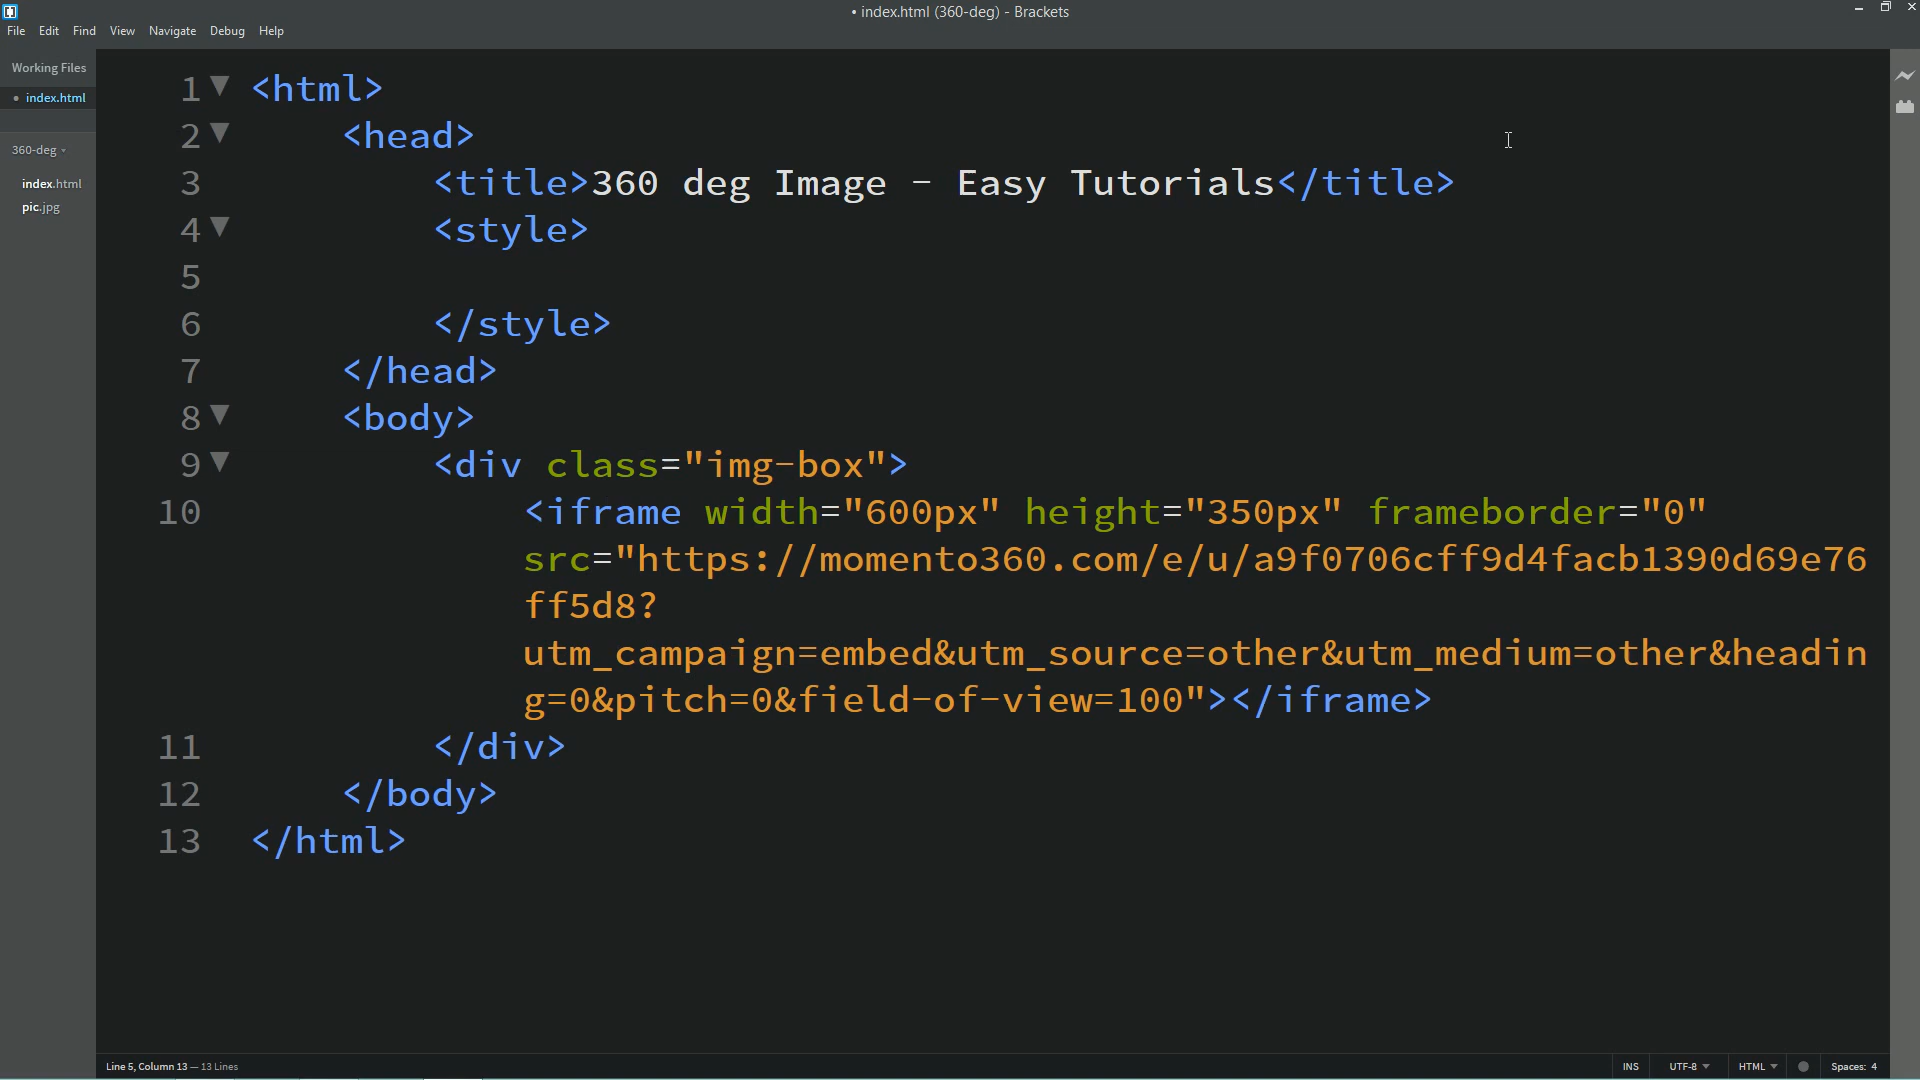 • index.html (360-deg) - Brackets
File Edit Find View Navigate Debug Help
Working Files
• index.html
360-deg
index.html
pic.jpg
1 <html>
2 <head>
3 <title>360 deg Image - Easy Tutorials</title>
4 <style>
5
6 </style>
7 </head>
8 <body>
9 <div class="img-box">
10 <iframe width="600px" height="350px" frameborder="0"
src="https://momento360.com/e/u/a9f0706cff9d4facb1390d69e76
ff5d8?
utm_campaign=embed&utm_source=other&utm_medium=other&headin
g=0&pitch=0&field-of-view=100"></iframe>
11 </div>
12 </body>
13 </html>
Line 5, Column 13 — 13 Lines
INS UTF-8 HTML Spaces: 4